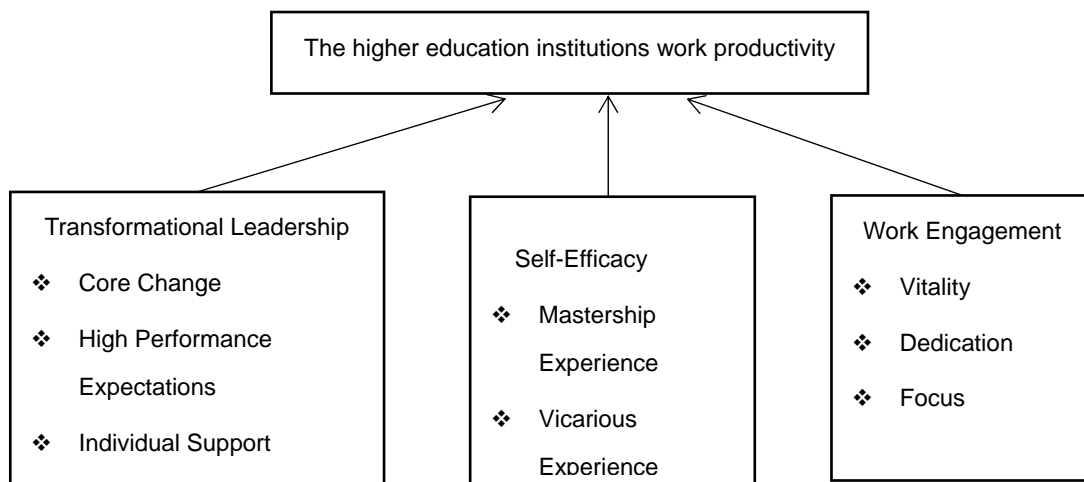 The higher education institutions work productivity
Transformational Leadership
❖ Core Change
❖ High Performance
Expectations
❖ Individual Support
Self-Efficacy
❖ Mastership
Experience
❖ Vicarious
Experience
Work Engagement
❖ Vitality
❖ Dedication
❖ Focus